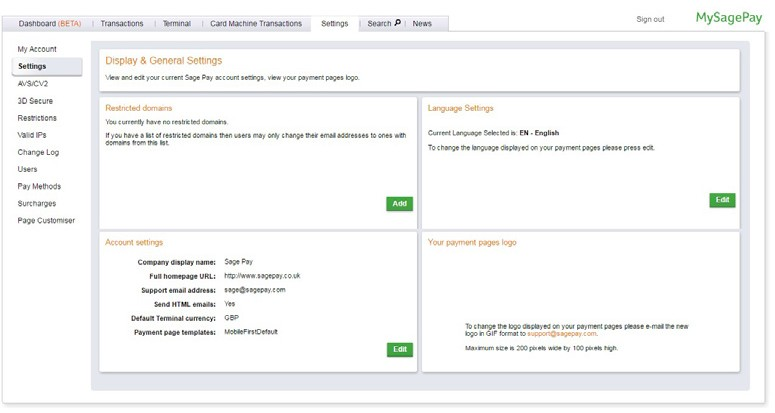 Dashboard (BETA) Transactions Terminal Card Machine Transactions Settings Search News
Sign out
MySagePay
My Account
Settings
AVS/CV2
3D Secure
Restrictions
Valid IPs
Change Log
Users
Pay Methods
Surcharges
Page Customiser
Display & General Settings
View and edit your current Sage Pay account settings, view your payment pages logo.
Restricted domains
You currently have no restricted domains.
If you have a list of restricted domains then users may only change their email addresses to ones with
domains from this list.
Add
Language Settings
Current Language Selected is: EN - English
To change the language displayed on your payment pages please press edit.
Edit
Account settings
Company display name: Sage Pay
Full homepage URL: http://www.sagepay.co.uk
Support email address: sage@sagepay.com
Send HTML emails: Yes
Default Terminal currency: GBP
Payment page templates: MobileFirstDefault
Edit
Your payment pages logo
To change the logo displayed on your payment pages please e-mail the new
logo in GIF format to support@sagepay.com.
Maximum size is 200 pixels wide by 100 pixels high.